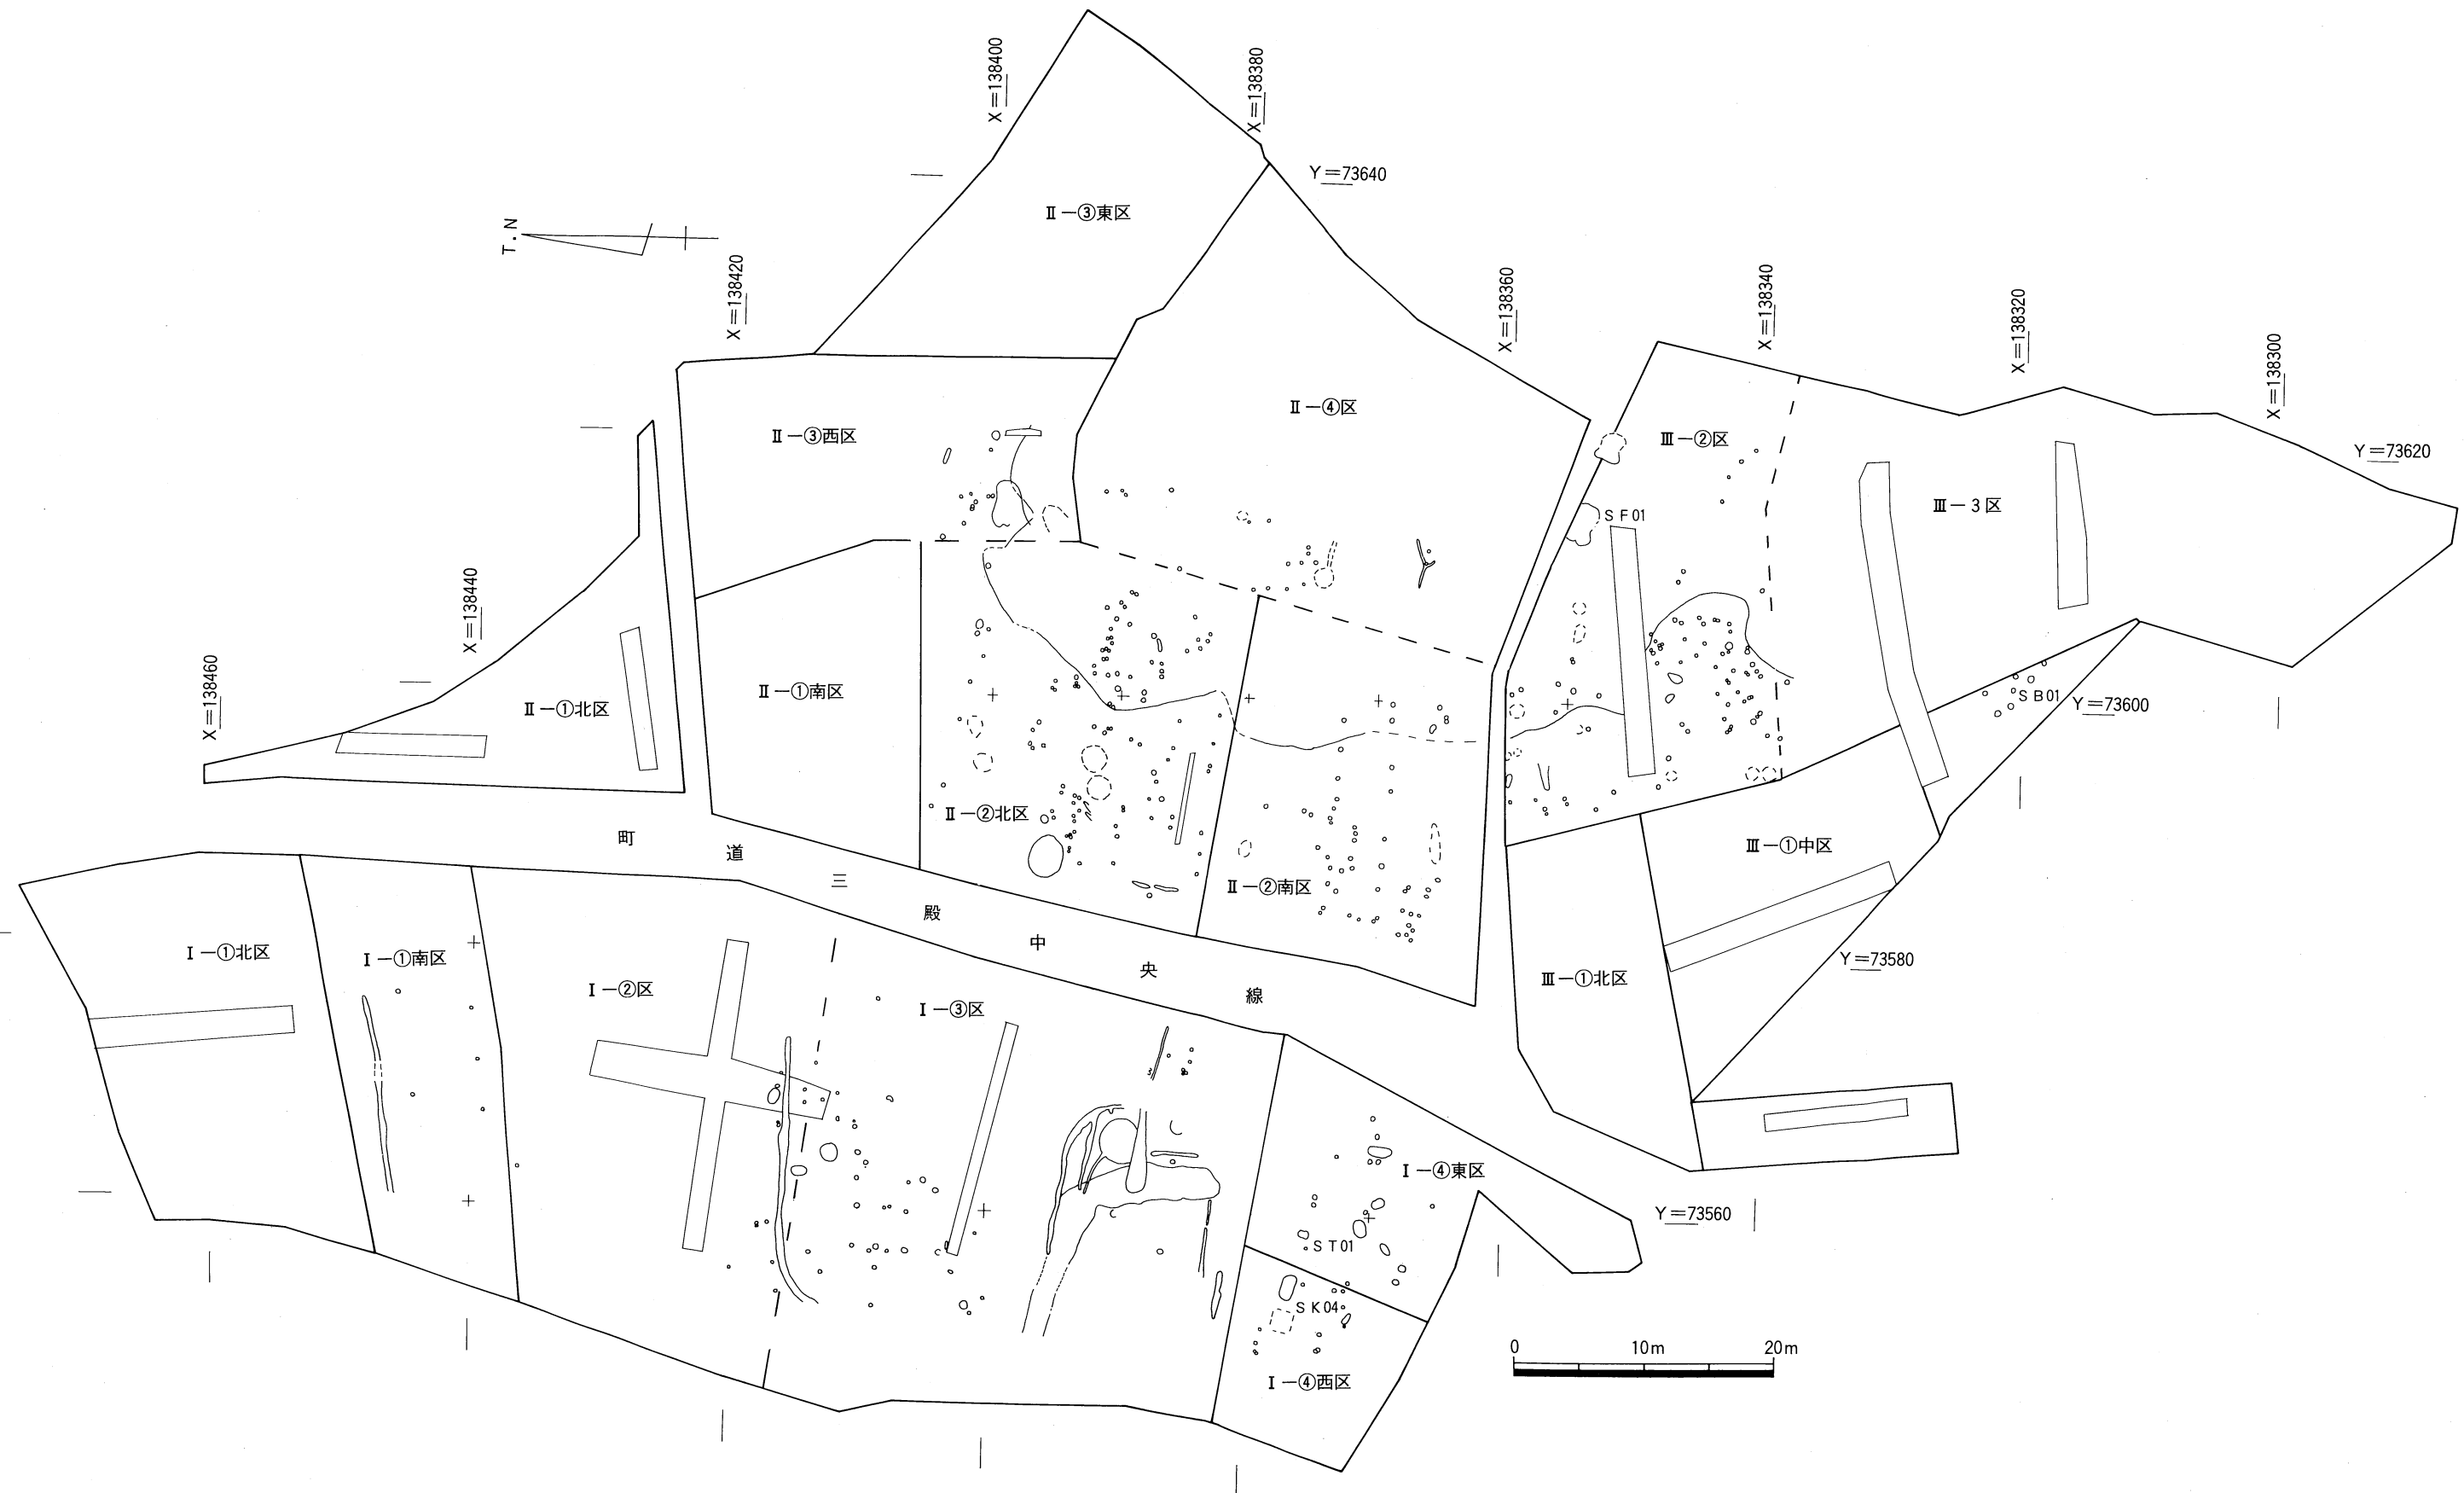 X=138400
X=138380
Y=73640
Ⅱ-③東区
T.N
X=138420
X=138360
X=138340
X=138320
X=138300
Ⅱ-④区
Ⅱ-③西区
Ⅲ-②区
Y=73620
Ⅲ-3区
SF01
X=138440
X=138460
Ⅱ-①北区
Ⅱ-①南区
SB01
Y=73600
Ⅱ-②北区
町道三殿中央線
Ⅲ-①中区
Ⅱ-②南区
Ⅰ-①北区
Ⅰ-①南区
Y=73580
Ⅲ-①北区
Ⅰ-②区
Ⅰ-③区
Ⅰ-④東区
Y=73560
ST01
SK04
0 10m 20m
Ⅰ-④西区